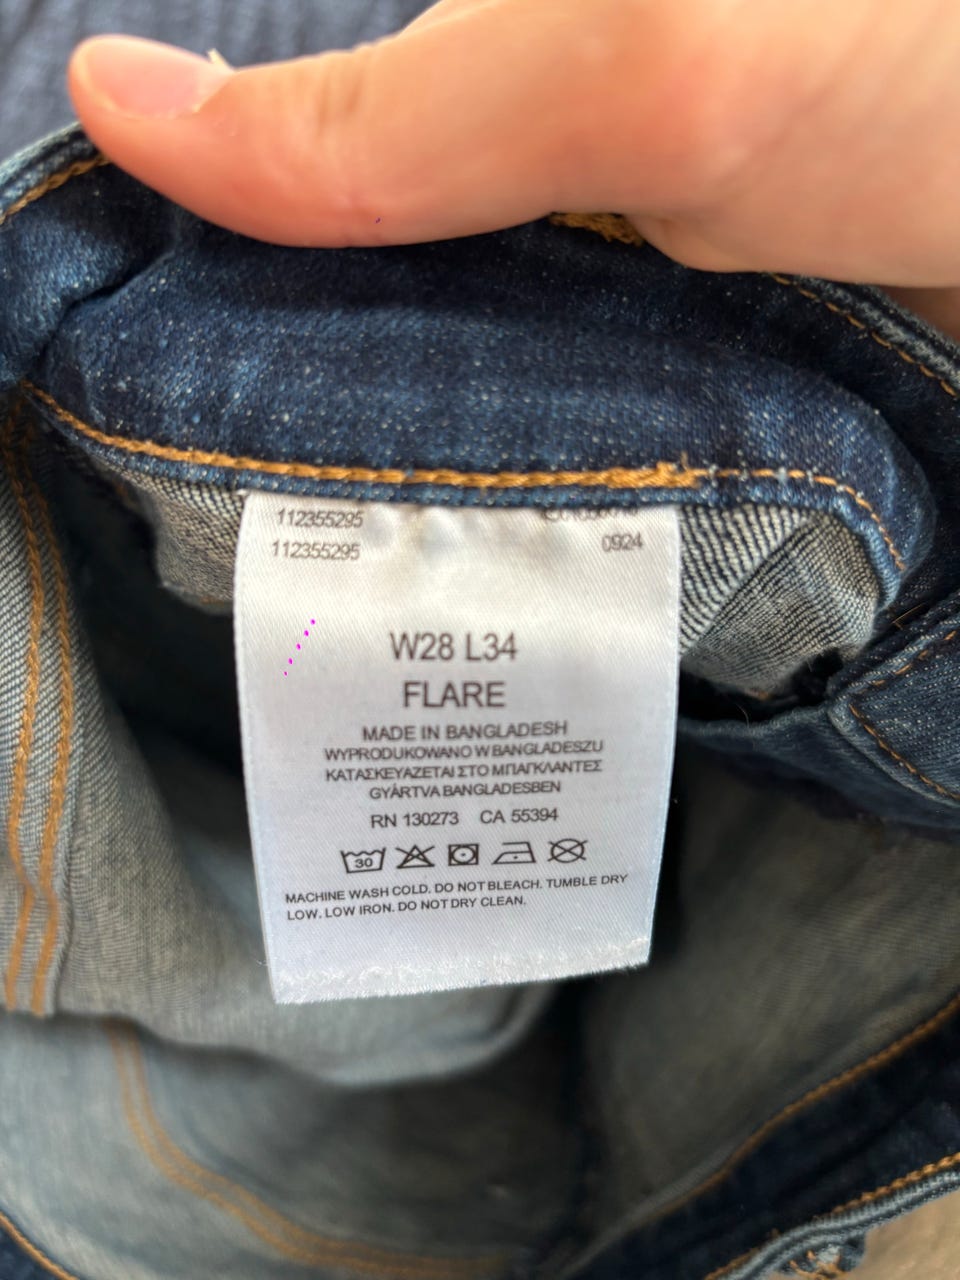 112355295
112355295 0924
W28 L34
FLARE
MADE IN BANGLADESH
WYPRODUKOWANO W BANGLADESZU
ΚΑΤΑΣΚΕΥΑΖΕΤΑΙ ΣΤΟ ΜΠΑΓΚΛΑΝΤΕΣ
GYÁRTVA BANGLADESBEN
RN 130273 CA 55394
30
MACHINE WASH COLD. DO NOT BLEACH. TUMBLE DRY
LOW. LOW IRON. DO NOT DRY CLEAN.